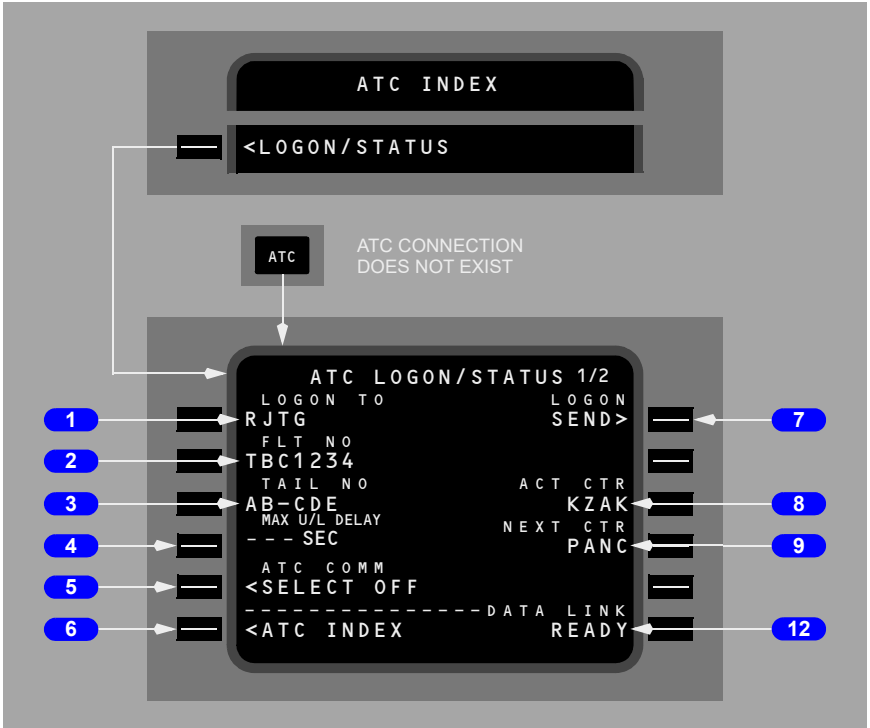 ATC INDEX
<LOGON/STATUS
ATC
ATC CONNECTION
DOES NOT EXIST
ATC LOGON/STATUS 1/2
LOGON TO LOGON
1 RJTG SEND> 7
FLT NO
2 TBC1234
TAIL NO ACT CTR
3 AB-CDE KZAK 8
MAX U/L DELAY NEXT CTR
4 --- SEC PANC 9
ATC COMM
5 <SELECT OFF
---------------DATA LINK
6 <ATC INDEX READY 12